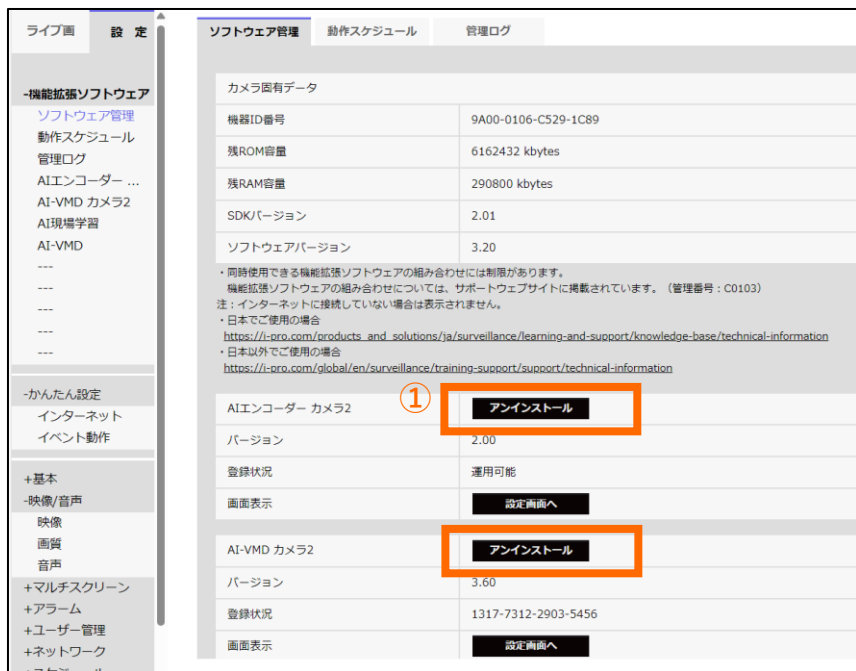 ライブ画
設 定
-機能拡張ソフトウェア
ソフトウェア管理
動作スケジュール
管理ログ
AIエンコーダー ...
AI-VMD カメラ2
AI現場学習
AI-VMD
---
---
---
---
---
-かんたん設定
インターネット
イベント動作
+基本
-映像/音声
映像
画質
音声
+マルチスクリーン
+アラーム
+ユーザー管理
+ネットワーク
ソフトウェア管理
動作スケジュール
管理ログ
カメラ固有データ
機器ID番号 9A00-0106-C529-1C89
残ROM容量 6162432 kbytes
残RAM容量 290800 kbytes
SDKバージョン 2.01
ソフトウェアバージョン 3.20
・同時使用できる機能拡張ソフトウェアの組み合わせには制限があります。
機能拡張ソフトウェアの組み合わせについては、サポートウェブサイトに掲載されています。（管理番号：C0103）
注：インターネットに接続していない場合は表示されません。
・日本でご使用の場合
https://i-pro.com/products_and_solutions/ja/surveillance/learning-and-support/knowledge-base/technical-information
・日本以外でご使用の場合
https://i-pro.com/global/en/surveillance/training-support/support/technical-information
①
AIエンコーダー カメラ2 アンインストール
バージョン 2.00
登録状況 運用可能
画面表示 設定画面へ
AI-VMD カメラ2 アンインストール
バージョン 3.60
登録状況 1317-7312-2903-5456
画面表示 設定画面へ